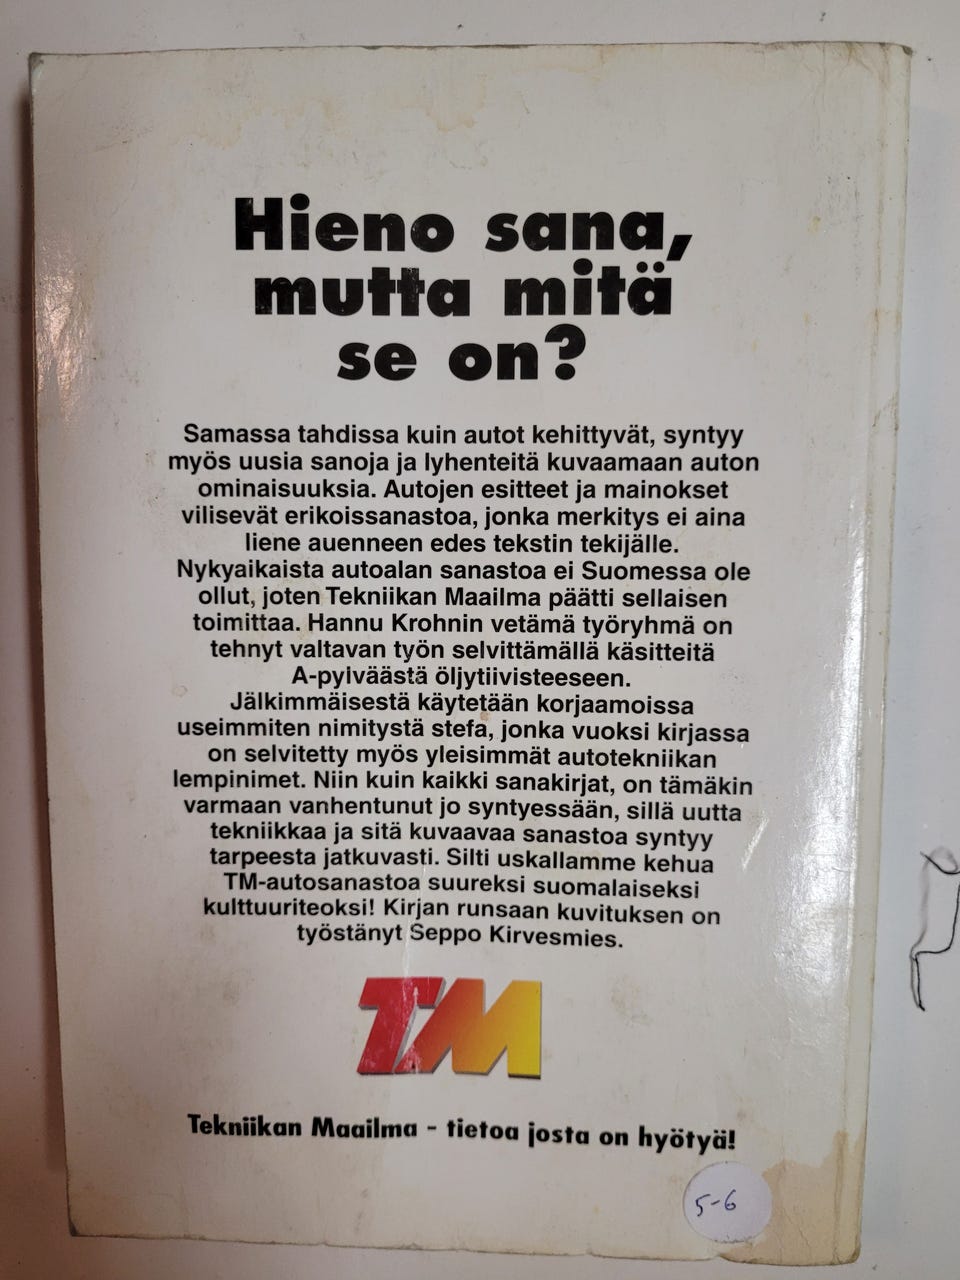 Hieno sana,
mutta mitä
se on?
Samassa tahdissa kuin autot kehittyvät, syntyy
myös uusia sanoja ja lyhenteitä kuvaamaan auton
ominaisuuksia. Autojen esitteet ja mainokset
vilisevät erikoissanastoa, jonka merkitys ei aina
liene auenneen edes tekstin tekijälle.
Nykyaikaista autoalan sanastoa ei Suomessa ole
ollut, joten Tekniikan Maailma päätti sellaisen
toimittaa. Hannu Krohnin vetämä työryhmä on
tehnyt valtavan työn selvittämällä käsitteitä
A-pylväästä öljytiivisteeseen.
Jälkimmäisestä käytetään korjaamoissa
useimmiten nimitystä stefa, jonka vuoksi kirjassa
on selvitetty myös yleisimmät autotekniikan
lempinimet. Niin kuin kaikki sanakirjat, on tämäkin
varmaan vanhentunut jo syntyessään, sillä uutta
tekniikkaa ja sitä kuvaavaa sanastoa syntyy
tarpeesta jatkuvasti. Silti uskallamme kehua
TM-autosanastoa suureksi suomalaiseksi
kulttuuriteoksi! Kirjan runsaan kuvituksen on
työstänyt Seppo Kirvesmies.
TM
Tekniikan Maailma - tietoa josta on hyötyä!
5-6